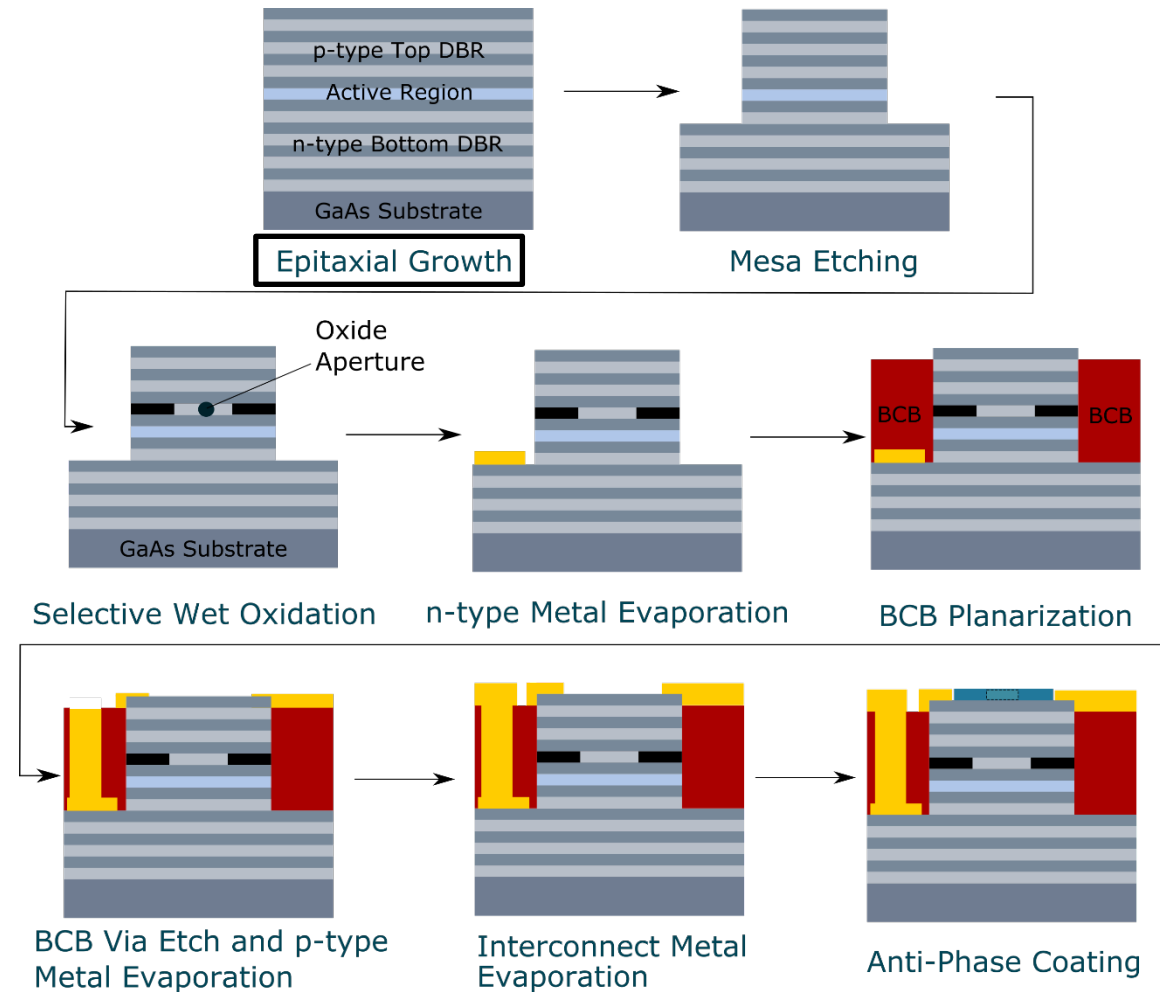 p-type Top DBR
Active Region
n-type Bottom DBR
GaAs Substrate
Epitaxial Growth
Mesa Etching
Oxide
Aperture
GaAs Substrate
Selective Wet Oxidation
n-type Metal Evaporation
BCB
BCB
BCB Planarization
BCB Via Etch and p-type
Metal Evaporation
Interconnect Metal
Evaporation
Anti-Phase Coating